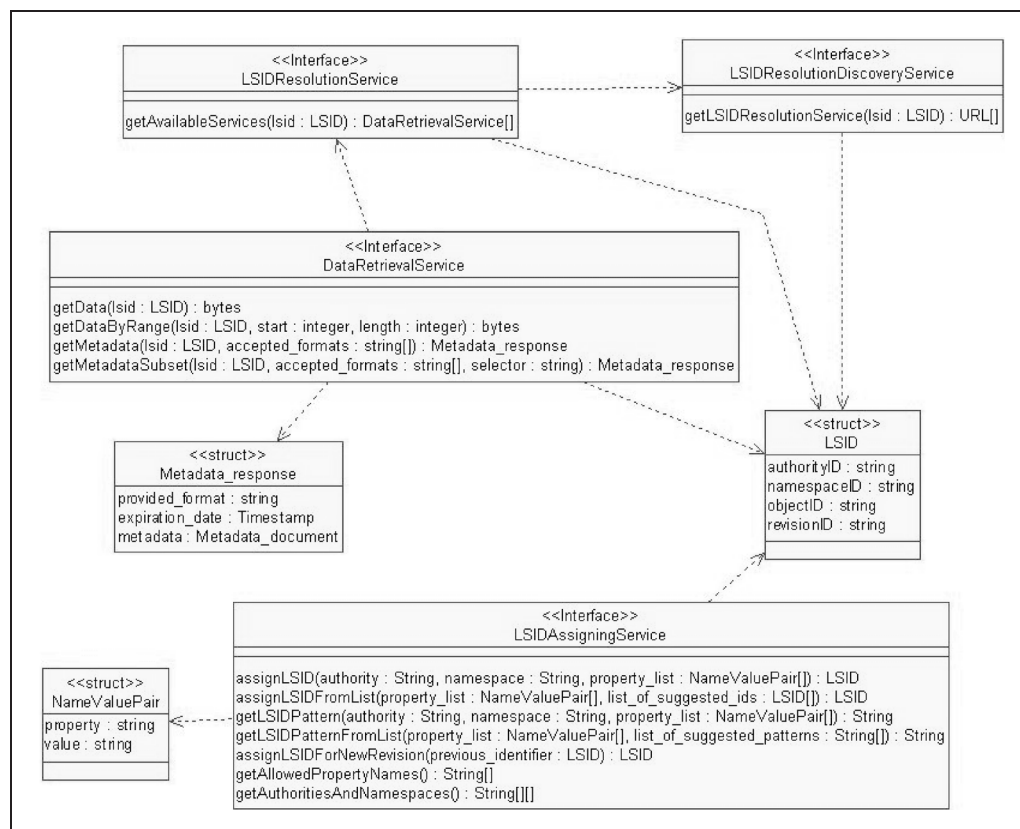 <<Interface>>
LSIDResolutionService
getAvailableServices(lsid : LSID) : DataRetrievalService[]
<<Interface>>
LSIDResolutionDiscoveryService
getLSIDResolutionService(lsid : LSID) : URL[]
<<Interface>>
DataRetrievalService
getData(lsid : LSID) : bytes
getDataByRange(lsid : LSID, start : integer, length : integer) : bytes
getMetadata(lsid : LSID, accepted_formats : string[]) : Metadata_response
getMetadataSubset(lsid : LSID, accepted_formats : string[], selector : string) : Metadata_response
<<struct>>
Metadata_response
provided_format : string
expiration_date : Timestamp
metadata : Metadata_document
<<struct>>
LSID
authorityID : string
namespaceID : string
objectID : string
revisionID : string
<<Interface>>
LSIDAssigningService
assignLSID(authority : String, namespace : String, property_list : NameValuePair[]) : LSID
assignLSIDFromList(property_list : NameValuePair[], list_of_suggested_ids : LSID[]) : LSID
getLSIDPattern(authority : String, namespace : String, property_list : NameValuePair[]) : String
getLSIDPatternFromList(property_list : NameValuePair[], list_of_suggested_patterns : String[]) : String
assignLSIDForNewRevision(previous_identifier : LSID) : LSID
getAllowedPropertyNames() : String[]
getAuthoritiesAndNamespaces() : String[][]
<<struct>>
NameValuePair
property : string
value : string